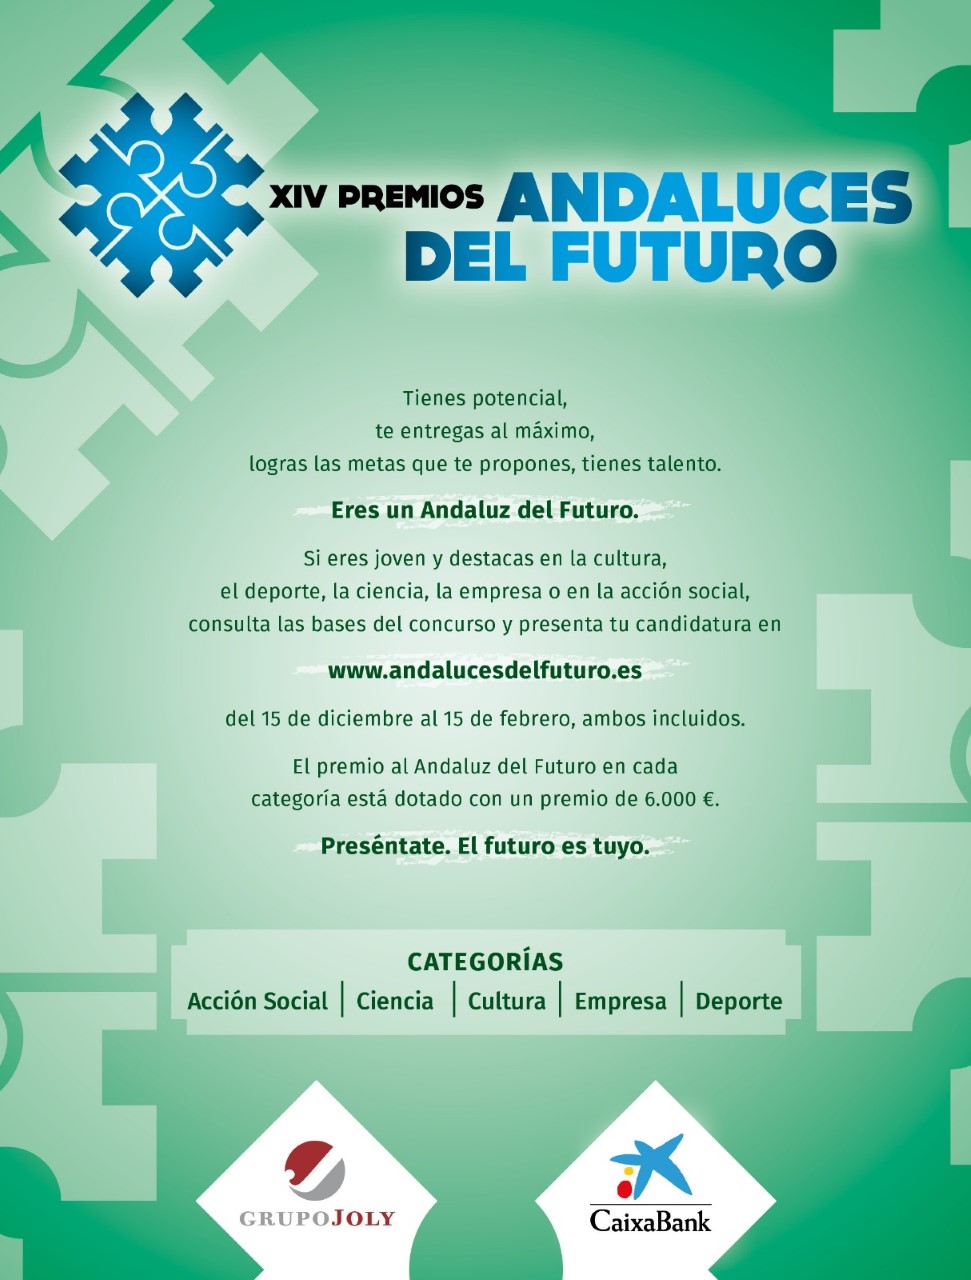 XIV PREMIOS ANDALUCES
DEL FUTURO
Tienes potencial,
te entregas al máximo,
logras las metas que te propones, tienes talento.
Eres un Andaluz del Futuro.
Si eres joven y destacas en la cultura,
el deporte, la ciencia, la empresa o en la acción social,
consulta las bases del concurso y presenta tu candidatura en
www.andalucesdelfuturo.es
del 15 de diciembre al 15 de febrero, ambos incluidos.
El premio al Andaluz del Futuro en cada
categoría está dotado con un premio de 6.000 €.
Preséntate. El futuro es tuyo.
CATEGORÍAS
Acción Social | Ciencia | Cultura | Empresa | Deporte
GRUPOJOLY
CaixaBank